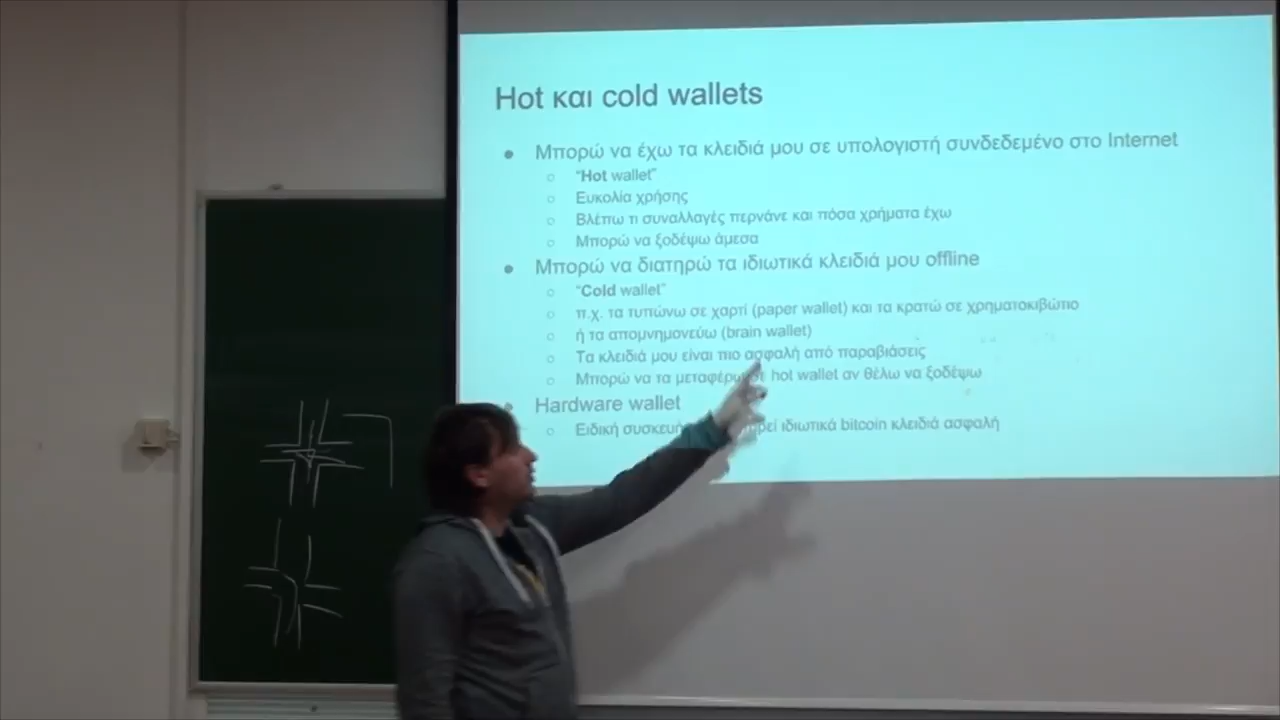 Hot και cold wallets
● Μπορώ να έχω τα κλειδιά μου σε υπολογιστή συνδεδεμένο στο Internet
○ “Hot wallet”
○ Ευκολία χρήσης
○ Βλέπω τι συναλλαγές περνάνε και πόσα χρήματα έχω
○ Μπορώ να ξοδέψω άμεσα
● Μπορώ να διατηρώ τα ιδιωτικά κλειδιά μου offline
○ “Cold wallet”
○ π.χ. τα τυπώνω σε χαρτί (paper wallet) και τα κρατώ σε χρηματοκιβώτιο
○ ή τα απομνημονεύω (brain wallet)
○ Τα κλειδιά μου είναι πιο ασφαλή από παραβιάσεις
○ Μπορώ να τα μεταφέρω σε hot wallet αν θέλω να ξοδέψω
● Hardware wallet
○ Ειδική συσκευή ιδιωτικά bitcoin κλειδιά ασφαλή